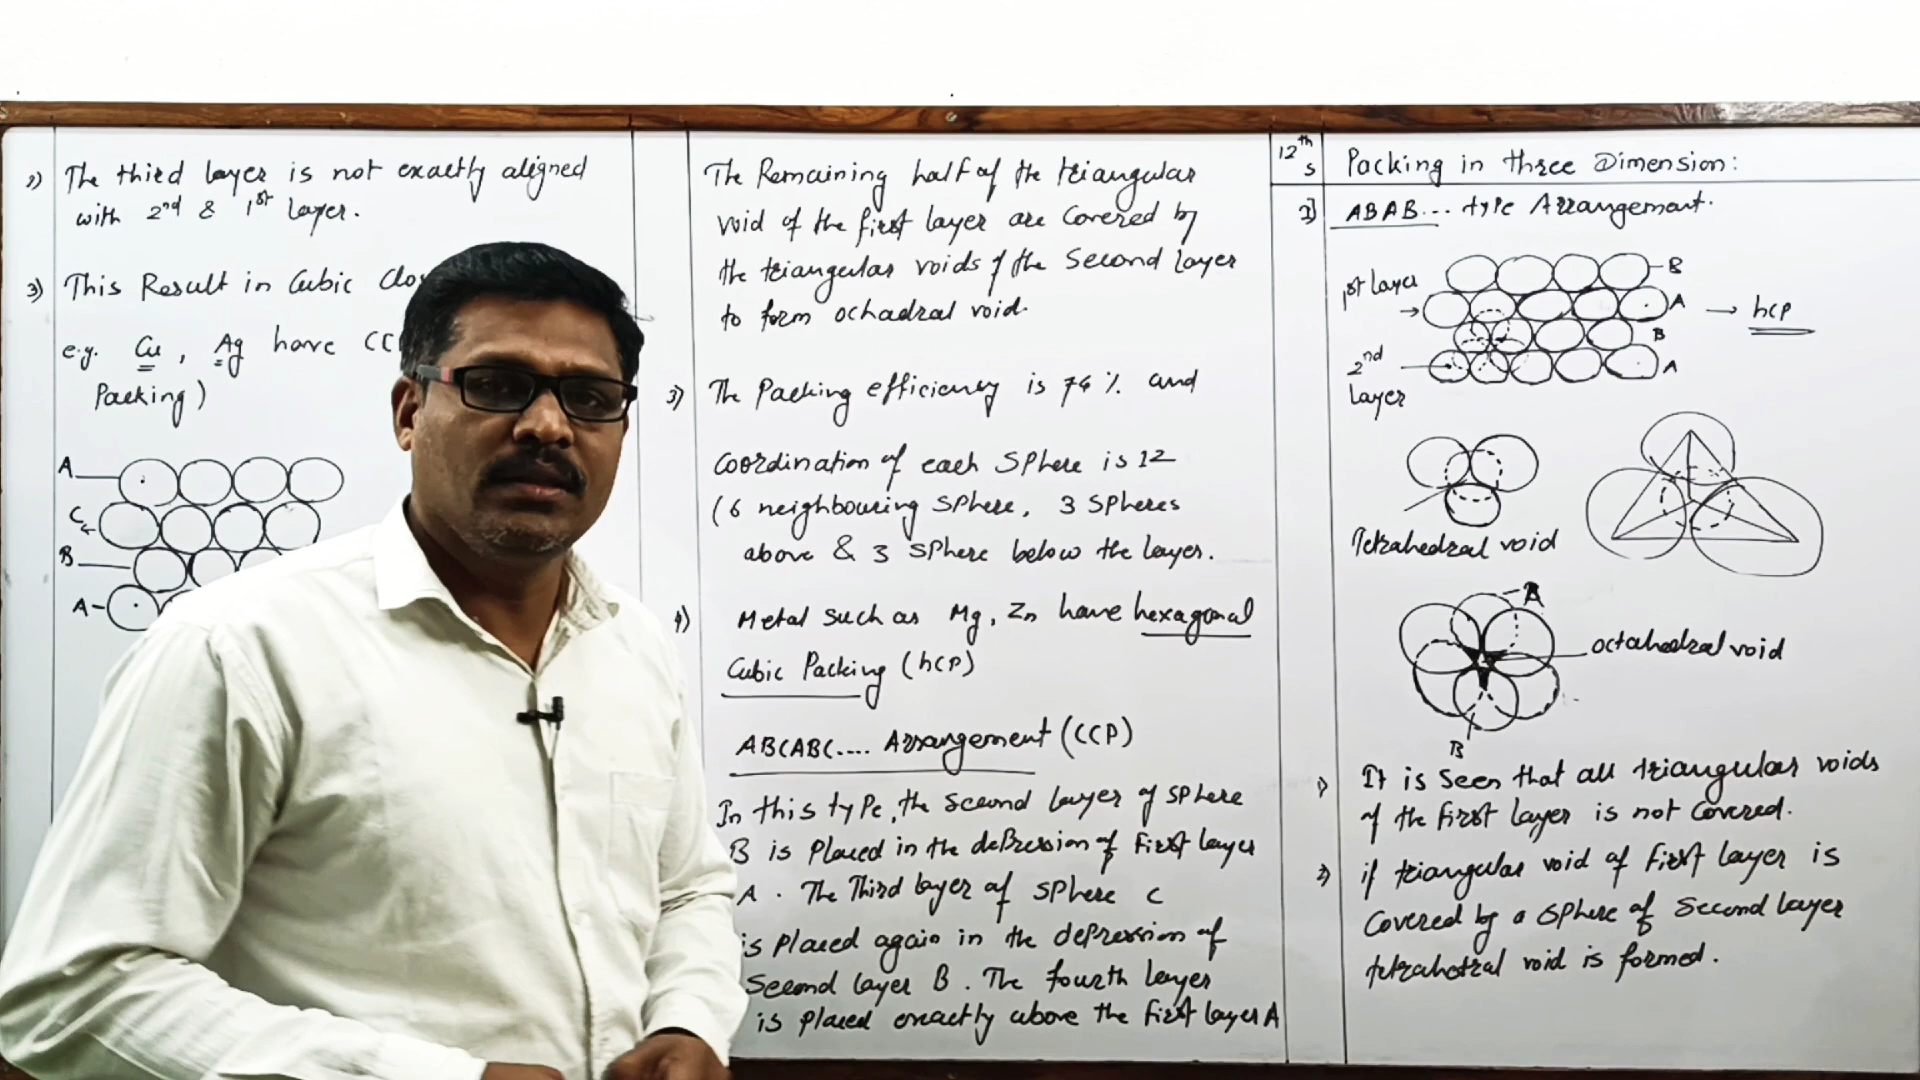 2) The third layer is not exactly aligned
with 2nd & 1st layer.
3) This Result in Cubic
e.g. Cu, Ag have
Packing)
A
C
B
A
The Remaining half of the triangular
void of the first layer are Covered by
the triangular voids of the Second layer
to form ochadral void.
3) The Packing efficiency is 74 % and
Coordination of each Sphere is 12
(6 neighbouring Sphere, 3 Spheres
above & 3 Sphere below the layer.
4) Metal such as Mg, Zn have hexagonal
Cubic Packing (hcp)
ABCABC.... Arrangement (CCP)
In this type, the Second layer of sphere
B is Placed in the depression of First layer
A. The Third layer of sphere C
is Placed again in the depression of
Second layer B. The fourth layer
is Placed exactly above the first layer A
12th
S
Packing in three Dimension:
I] ABAB... type Arrangement.
1st layer
B
A
→ hcp
B
2nd
layer
A
Tetrahedral void
A
octahedral void
B
1) It is Seen that all triangular voids
of the First layer is not Covered.
2) if triangular void of First layer is
Covered by a Sphere of Second layer
tetrahetral void is formed.